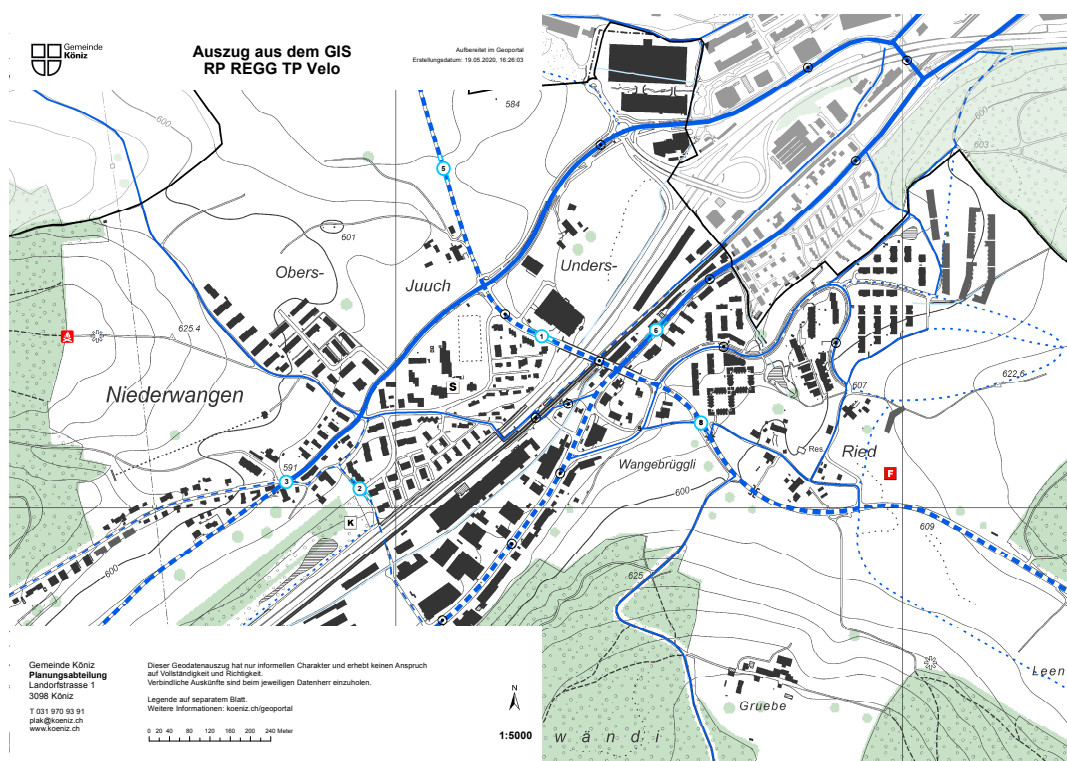 Gemeinde
Köniz
Auszug aus dem GIS
RP REGG TP Velo
Aufbereitet im Geoportal
Erstellungsdatum: 19.05.2020, 16:26:03
584
600
603
5
601
Obers-
Unders-
Juuch
625.4
1
6
Niederwangen
S
622.6
607
8
591
Wangebrüggli
Res.
Ried
F
3
2
600
K
609
600
625
Leen
Gruebe
wändi
Gemeinde Köniz
Planungsabteilung
Landorfstrasse 1
3098 Köniz
T 031 970 93 91
plak@koeniz.ch
www.koeniz.ch
Dieser Geodatenauszug hat nur informellen Charakter und erhebt keinen Anspruch
auf Vollständigkeit und Richtigkeit.
Verbindliche Auskünfte sind beim jeweiligen Datenherr einzuholen.
Legende auf separatem Blatt.
Weitere Informationen: koeniz.ch/geoportal
0 20 40 80 120 160 200 240 Meter
N
1:5000